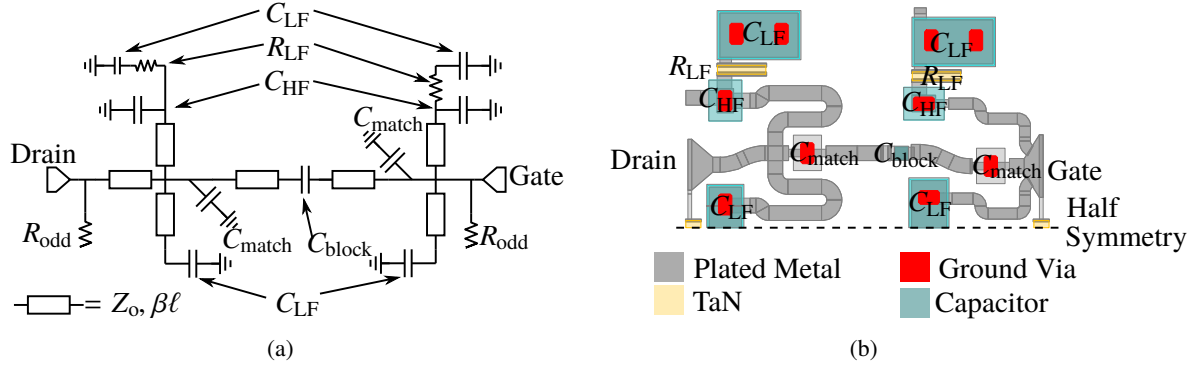 C_LF
R_LF
C_HF
C_match
Drain
Gate
R_odd
C_match
C_block
R_odd
C_LF
= Z_o, βℓ
(a)
C_LF
C_LF
R_LF
R_LF
C_HF
C_HF
Drain
C_match
C_block
C_match
Gate
C_LF
C_LF
Half
Symmetry
Plated Metal
Ground Via
TaN
Capacitor
(b)